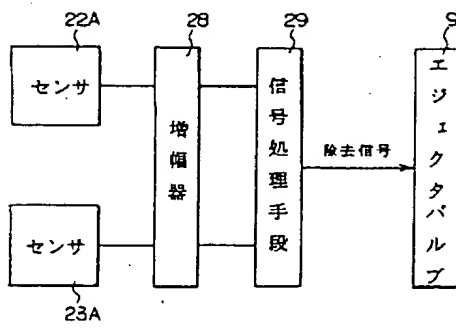 22A
センサ
28
増幅器
29
信号処理手段
除去信号
9
エジェクタバルブ
センサ
23A